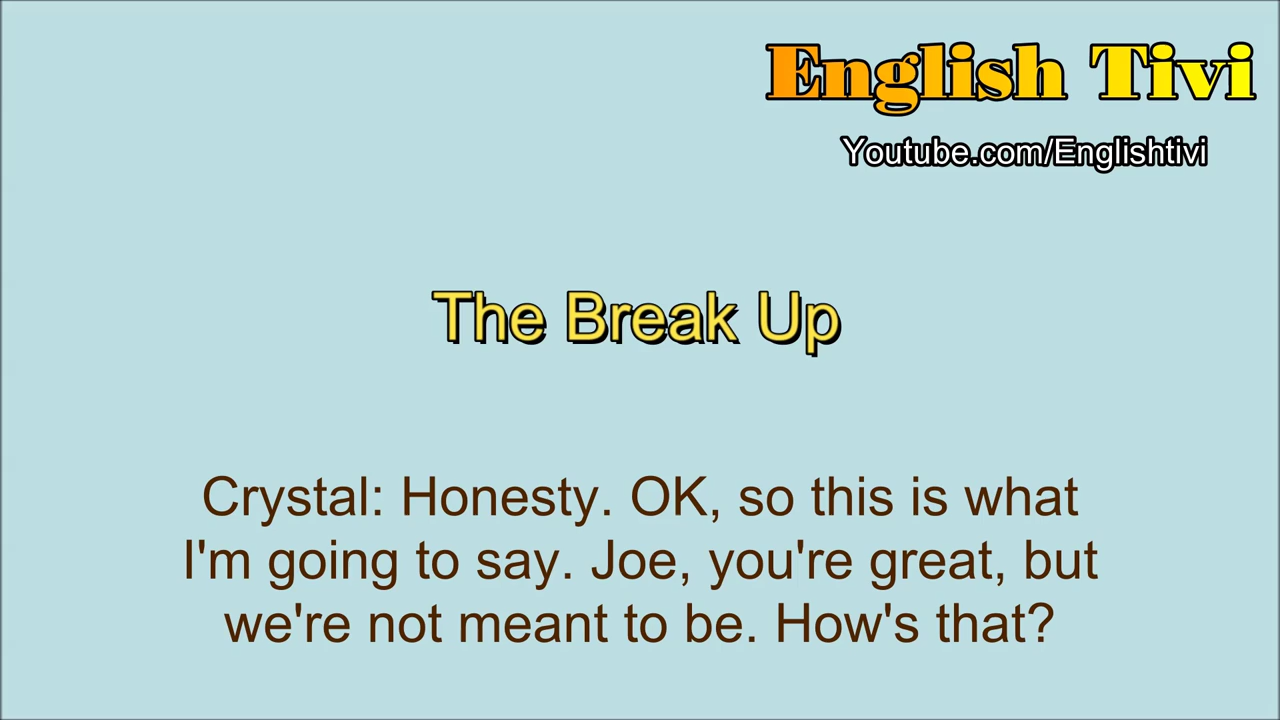 English Tivi
Youtube.com/Englishtivi
The Break Up
Crystal: Honesty. OK, so this is what
I'm going to say. Joe, you're great, but
we're not meant to be. How's that?